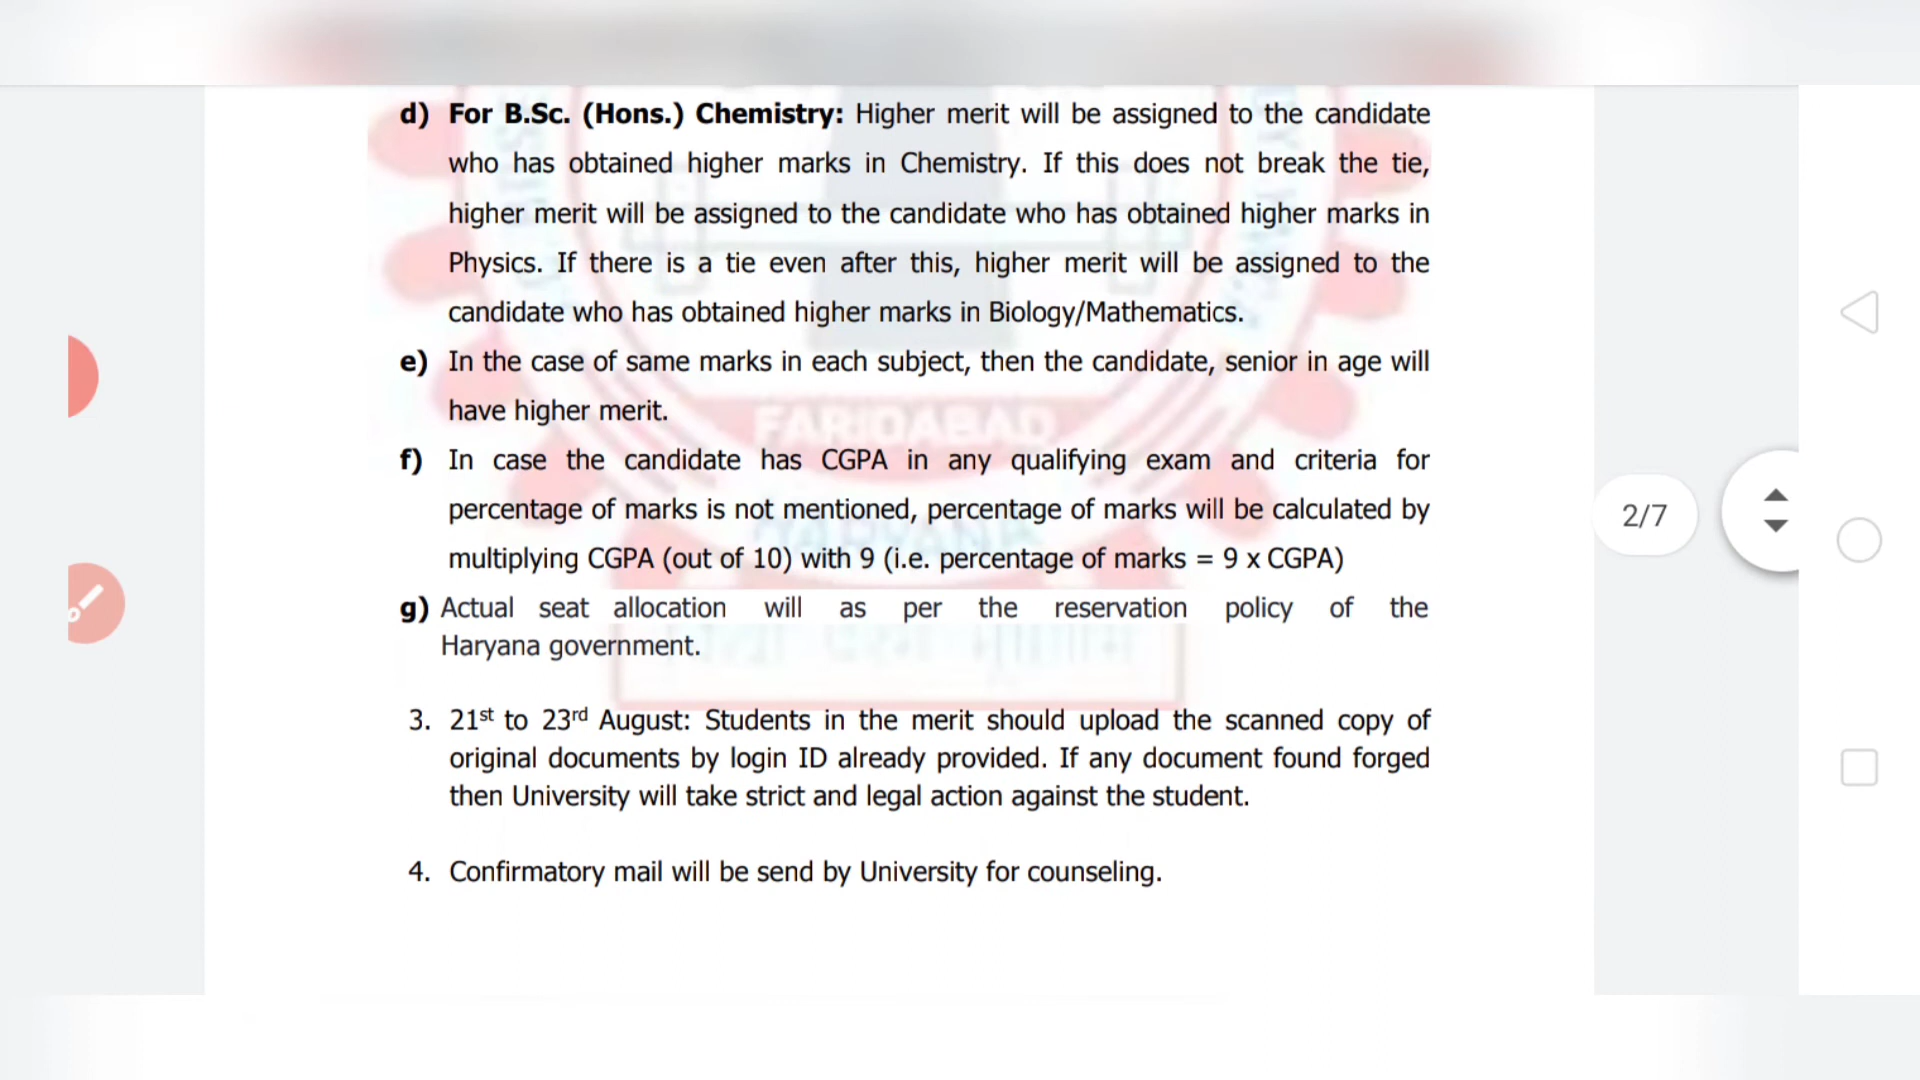 d) For B.Sc. (Hons.) Chemistry: Higher merit will be assigned to the candidate
who has obtained higher marks in Chemistry. If this does not break the tie,
higher merit will be assigned to the candidate who has obtained higher marks in
Physics. If there is a tie even after this, higher merit will be assigned to the
candidate who has obtained higher marks in Biology/Mathematics.
e) In the case of same marks in each subject, then the candidate, senior in age will
have higher merit.
FARIDABAD
f) In case the candidate has CGPA in any qualifying exam and criteria for
percentage of marks is not mentioned, percentage of marks will be calculated by
multiplying CGPA (out of 10) with 9 (i.e. percentage of marks = 9 x CGPA)
2/7
g) Actual seat allocation will as per the reservation policy of the
Haryana government.
3. 21st to 23rd August: Students in the merit should upload the scanned copy of
original documents by login ID already provided. If any document found forged
then University will take strict and legal action against the student.
4. Confirmatory mail will be send by University for counseling.